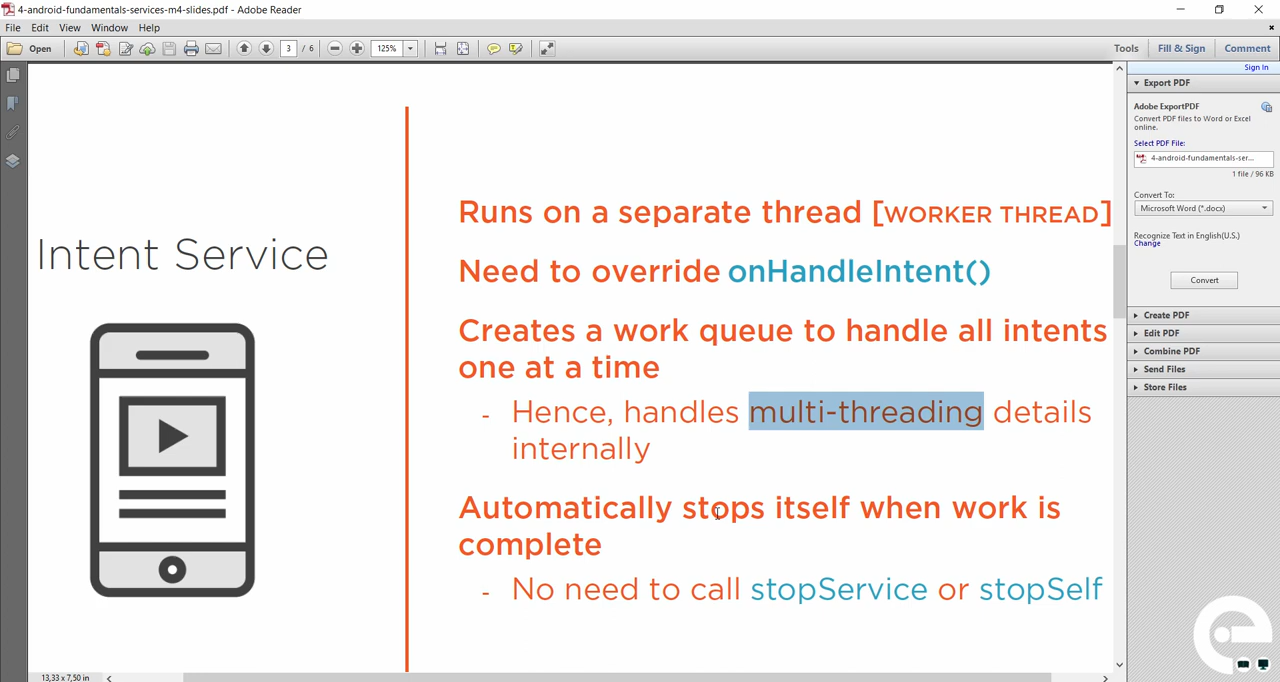 4-android-fundamentals-services-m4-slides.pdf - Adobe Reader
File Edit View Window Help
Open 3 / 6 125% Tools Fill & Sign Comment
Sign In
Export PDF
Adobe ExportPDF
Convert PDF files to Word or Excel
online.
Select PDF File:
4-android-fundamentals-ser...
1 file / 96 KB
Convert To:
Microsoft Word (*.docx)
Recognize Text in English(U.S.)
Change
Convert
Create PDF
Edit PDF
Combine PDF
Send Files
Store Files
Intent Service
Runs on a separate thread [WORKER THREAD]
Need to override onHandleIntent()
Creates a work queue to handle all intents
one at a time
- Hence, handles multi-threading details
internally
Automatically stops itself when work is
complete
- No need to call stopService or stopSelf
13,33 x 7,50 in